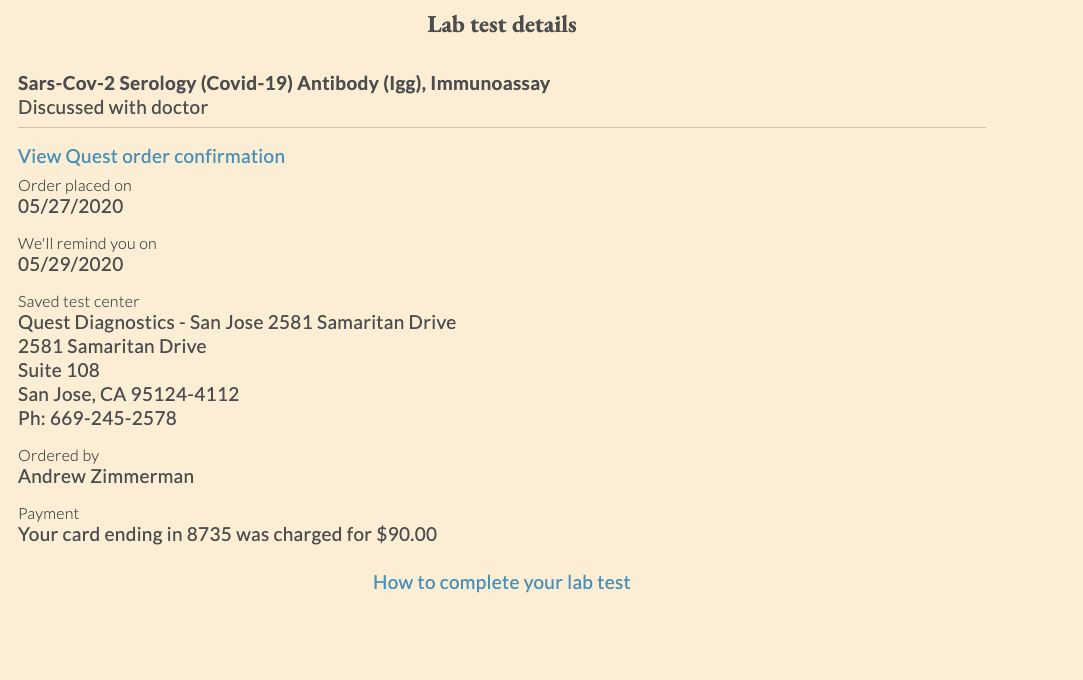 Lab test details
Sars-Cov-2 Serology (Covid-19) Antibody (Igg), Immunoassay
Discussed with doctor
View Quest order confirmation
Order placed on
05/27/2020
We'll remind you on
05/29/2020
Saved test center
Quest Diagnostics - San Jose 2581 Samaritan Drive
2581 Samaritan Drive
Suite 108
San Jose, CA 95124-4112
Ph: 669-245-2578
Ordered by
Andrew Zimmerman
Payment
Your card ending in 8735 was charged for $90.00
How to complete your lab test